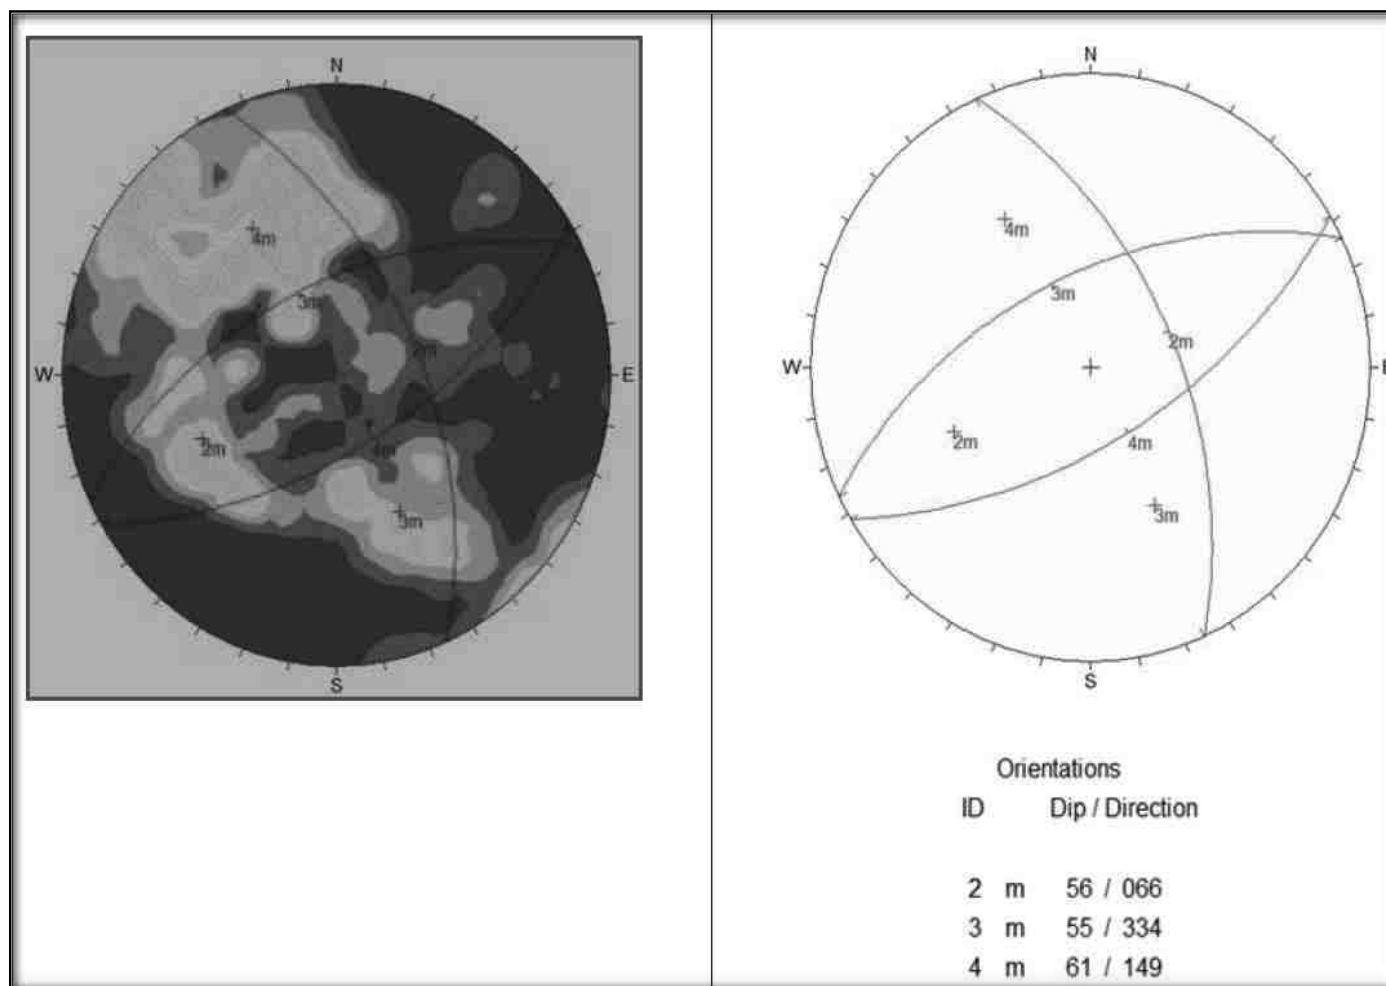 N
4m
3m
2m
W
E
2m
4m
3m
S
N
4m
3m
2m
W
E
2m
4m
3m
S
Orientations
ID Dip / Direction
2 m 56 / 066
3 m 55 / 334
4 m 61 / 149